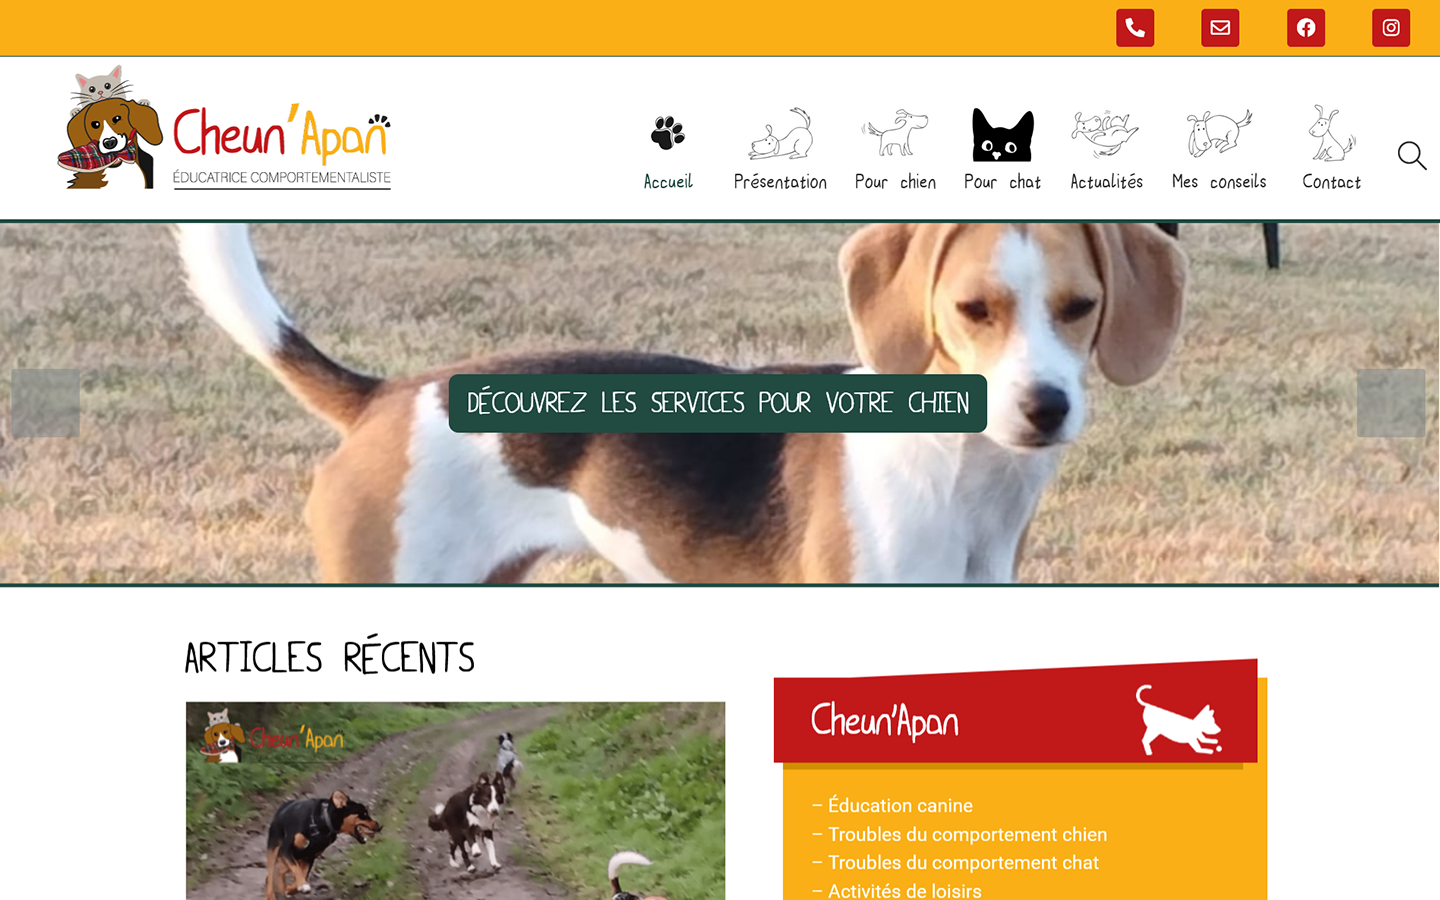 Cheun'Apan
ÉDUCATRICE COMPORTEMENTALISTE
Accueil
Présentation
Pour chien
Pour chat
Actualités
Mes conseils
Contact
DÉCOUVREZ LES SERVICES POUR VOTRE CHIEN
ARTICLES RÉCENTS
Cheun'Apan
Cheun'Apan
– Éducation canine
– Troubles du comportement chien
– Troubles du comportement chat
– Activités de loisirs